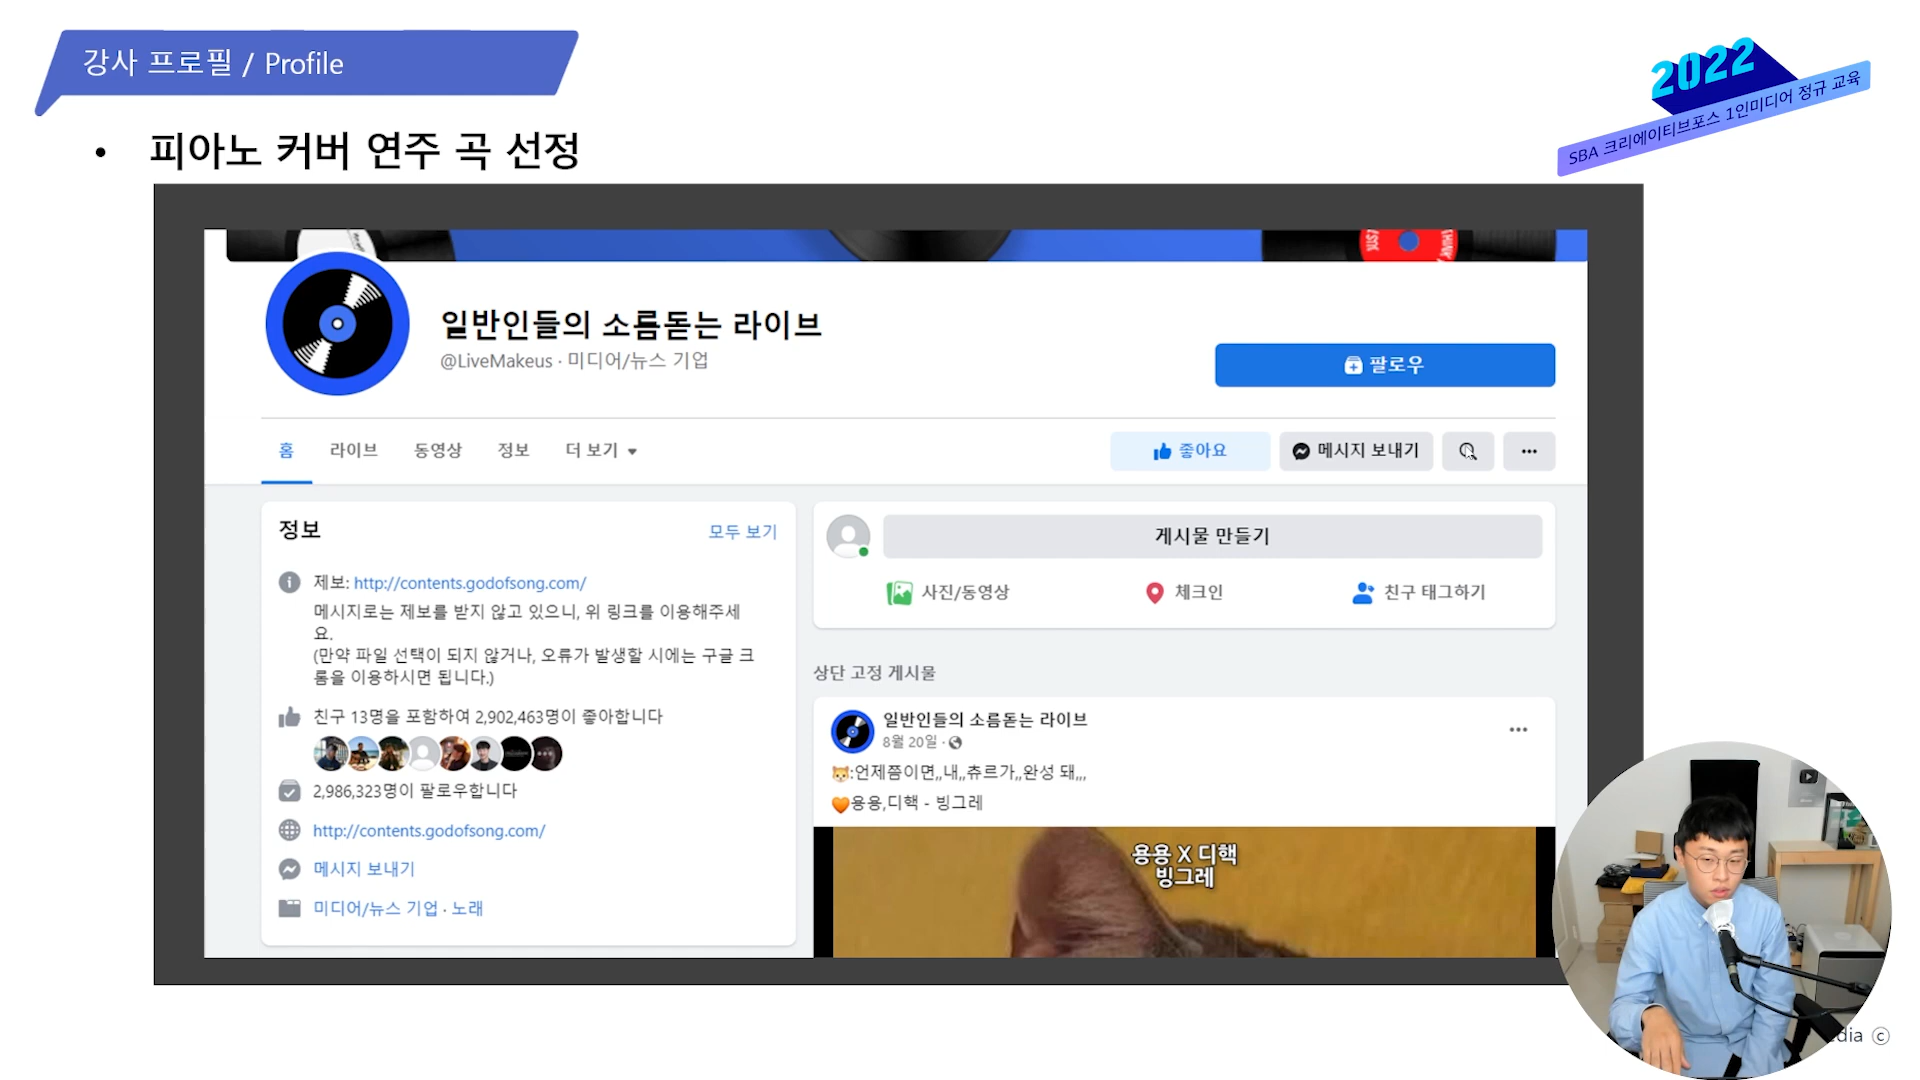 강사 프로필 / Profile
2022
SBA 크리에이티브포스 1인미디어 정규 교육
• 피아노 커버 연주 곡 선정
일반인들의 소름돋는 라이브
@LiveMakeus · 미디어/뉴스 기업
팔로우
홈 라이브 동영상 정보 더 보기
좋아요 메시지 보내기
정보 모두 보기
제보: http://contents.godofsong.com/
메시지로는 제보를 받지 않고 있으니, 위 링크를 이용해주세
요.
(만약 파일 선택이 되지 않거나, 오류가 발생할 시에는 구글 크
롬을 이용하시면 됩니다.)
친구 13명을 포함하여 2,902,463명이 좋아합니다
2,986,323명이 팔로우합니다
http://contents.godofsong.com/
메시지 보내기
미디어/뉴스 기업 · 노래
게시물 만들기
사진/동영상 체크인 친구 태그하기
상단 고정 게시물
일반인들의 소름돋는 라이브
8월 20일 ·
🐱:언제쯤이면,,내,,츄르가,,완성 돼,,,
🧡용용,디핵 - 빙그레
용용 X 디핵
빙그레
dia ⓒ